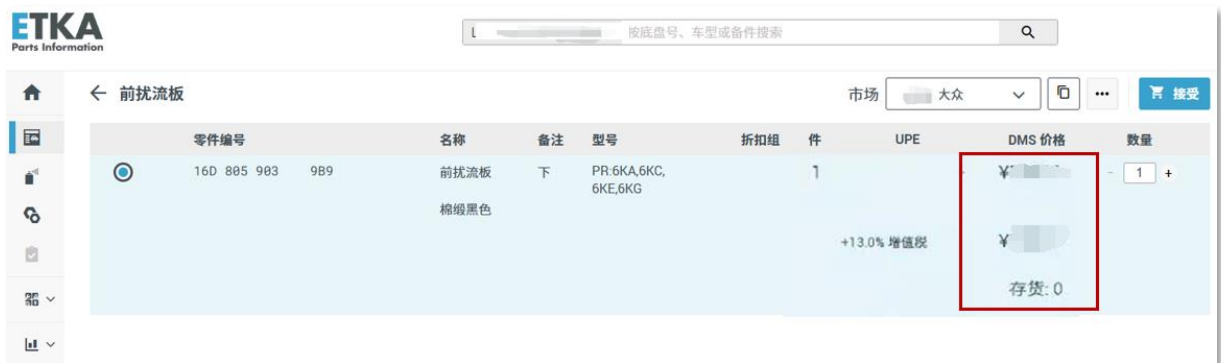 ETKA
Parts Information
按底盘号、车型或备件搜索
前扰流板
市场
大众
接受
零件编号 名称 备注 型号 折扣组 件 UPE DMS 价格 数量
16D 805 903 9B9 前扰流板 下 PR:6KA,6KC, 1 ¥ - 1 +
6KE,6KG
棉缎黑色
+13.0% 增值税 ¥
存货: 0